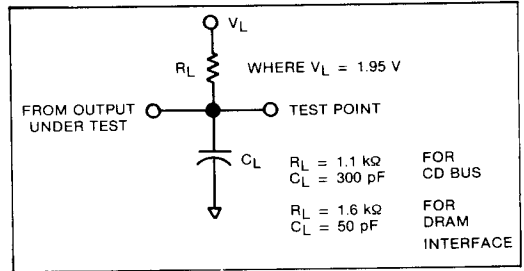 V_L
R_L
WHERE V_L = 1.95 V
FROM OUTPUT
UNDER TEST
TEST POINT
C_L
R_L = 1.1 kΩ FOR
C_L = 300 pF CD BUS
R_L = 1.6 kΩ FOR
C_L = 50 pF DRAM
INTERFACE